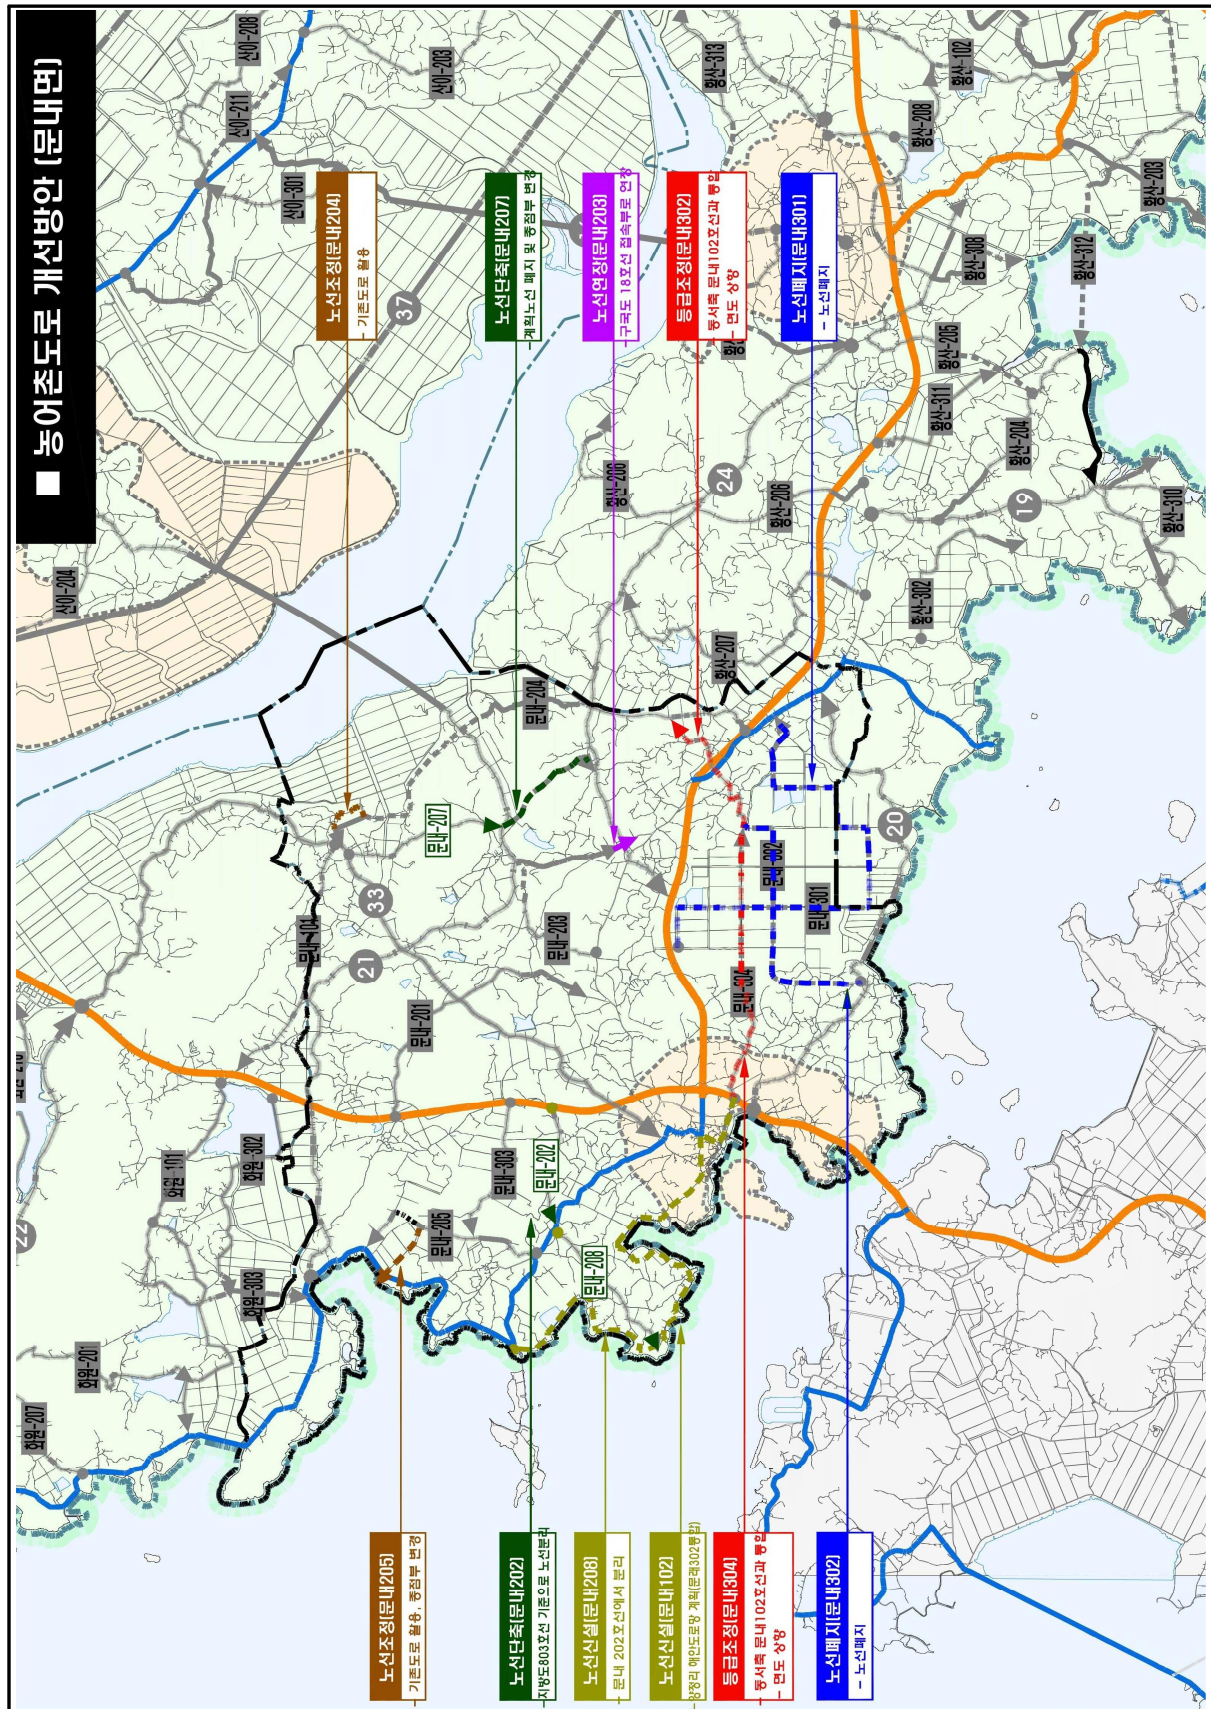 ■ 농어촌도로 개선방안 [문내면]
노선조정(문내204)
- 기존도로 활용
노선단축(문내207)
-계획노선 폐지 및 종점부 변경
노선연장(문내203)
-구국도 18호선 접속부로 연장
등급조정(문내302)
- 동서축 문내102호선과 통합
- 면도 상향
노선폐지(문내301)
- 노선폐지
노선조정(문내205)
- 기존도로 활용, 종점부 변경
노선단축(문내202)
-지방도803호선 기준으로 노선분리
노선신설(문내208)
- 문내 202호선에서 분리
노선신설(문내102)
등급조정(문내304)
- 동서축 문내102호선과 통합
- 면도 상향
노선폐지(문내302)
- 노선폐지
산이-208
산이-203
산이-211
산이-301
산이-204
37
황산-313
황산-102
황산-208
황산-203
황산-312
황산-308
황산-205
황산-311
황산-204
황산-206
황산-310
황산-302
황산-207
24
19
문내-204
문내-207
문내-104
33
21
문내-203
문내-201
문내-302
문내-301
문내-304
20
문내-303
문내-202
문내-205
문내-208
화원-101
화원-302
화원-303
화원-201
화원-207
22